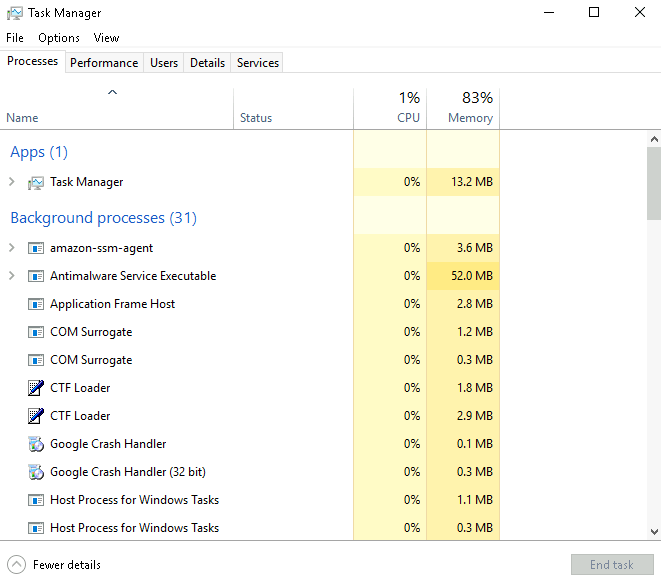 Task Manager
File Options View
Processes Performance Users Details Services
1% 83%
Name Status CPU Memory
Apps (1)
Task Manager 0% 13.2 MB
Background processes (31)
amazon-ssm-agent 0% 3.6 MB
Antimalware Service Executable 0% 52.0 MB
Application Frame Host 0% 2.8 MB
COM Surrogate 0% 1.2 MB
COM Surrogate 0% 0.3 MB
CTF Loader 0% 1.8 MB
CTF Loader 0% 2.9 MB
Google Crash Handler 0% 0.1 MB
Google Crash Handler (32 bit) 0% 0.3 MB
Host Process for Windows Tasks 0% 1.1 MB
Host Process for Windows Tasks 0% 0.3 MB
Fewer details End task